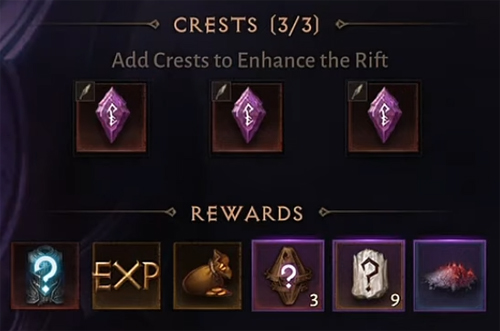 CRESTS (3/3)
Add Crests to Enhance the Rift
REWARDS
? EXP ? 3 ? 9